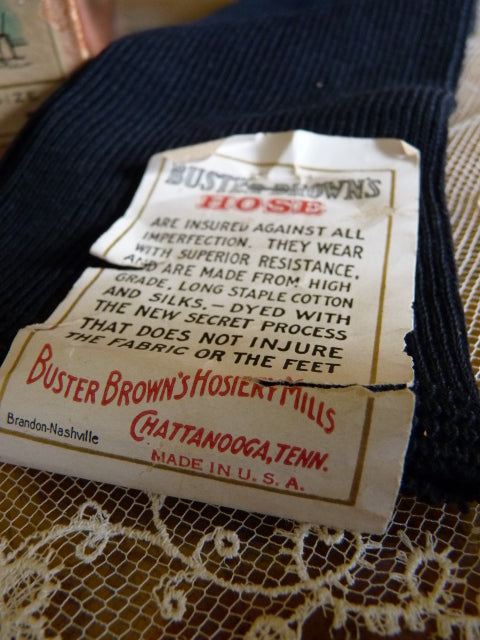 SIZE
BUSTER BROWN'S
HOSE
ARE INSURED AGAINST ALL
IMPERFECTION. THEY WEAR
WITH SUPERIOR RESISTANCE,
AND ARE MADE FROM HIGH
GRADE, LONG STAPLE COTTON
AND SILKS. — DYED WITH
THE NEW SECRET PROCESS
THAT DOES NOT INJURE
THE FABRIC OR THE FEET
BUSTER BROWN'S HOSIERY MILLS
CHATTANOOGA, TENN.
Brandon-Nashville
MADE IN U. S. A.